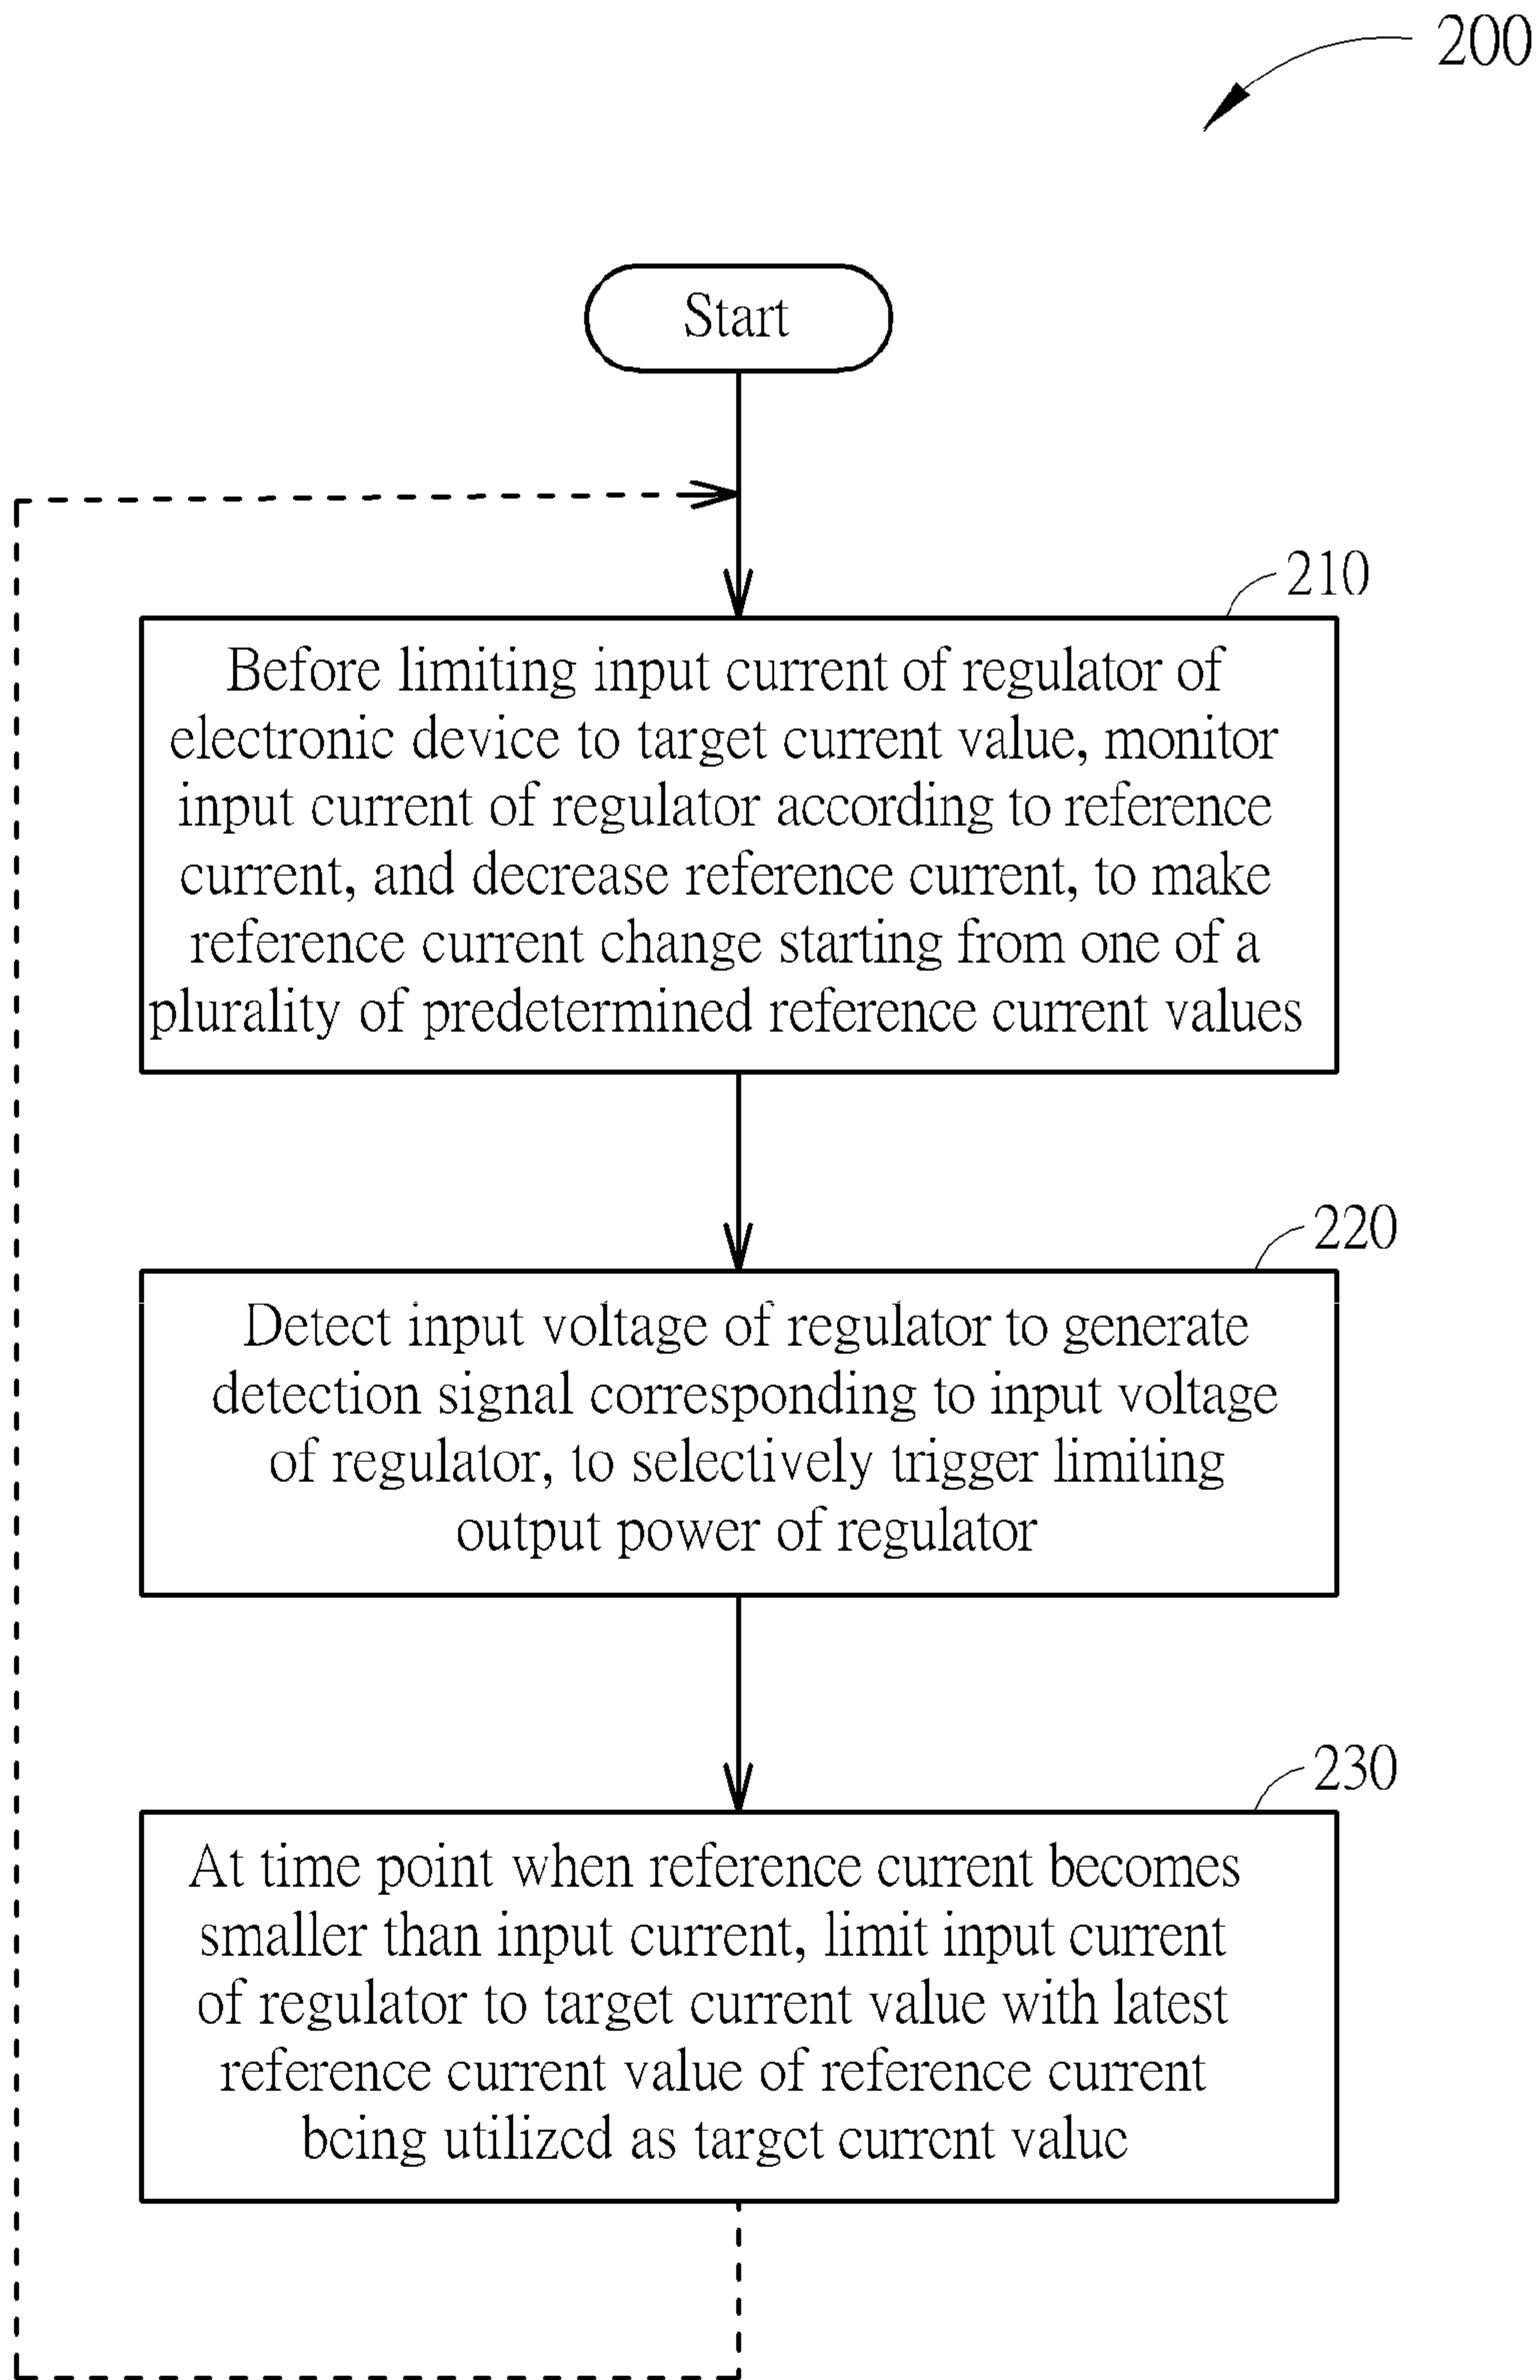 200
Start
210
Before limiting input current of regulator of
electronic device to target current value, monitor
input current of regulator according to reference
current, and decrease reference current, to make
reference current change starting from one of a
plurality of predetermined reference current values
220
Detect input voltage of regulator to generate
detection signal corresponding to input voltage
of regulator, to selectively trigger limiting
output power of regulator
230
At time point when reference current becomes
smaller than input current, limit input current
of regulator to target current value with latest
reference current value of reference current
being utilized as target current value